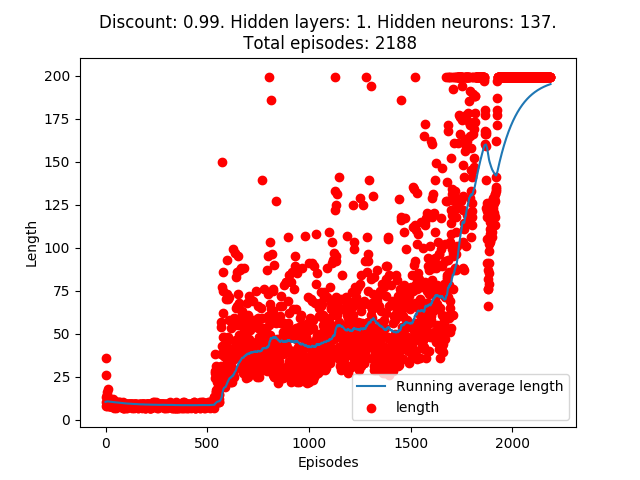 Discount: 0.99. Hidden layers: 1. Hidden neurons: 137.
Total episodes: 2188
200
175
150
125
100
75
50
25
0
Length
Running average length
length
0
500
1000
1500
2000
Episodes